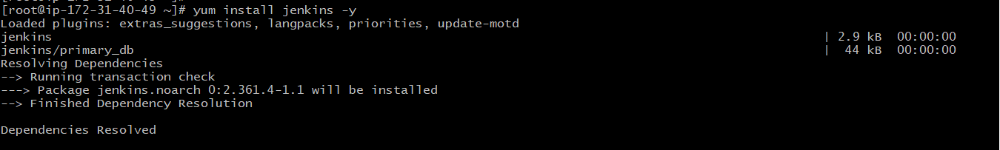 [root@ip-172-31-40-49 ~]# yum install jenkins -y
Loaded plugins: extras_suggestions, langpacks, priorities, update-motd
jenkins | 2.9 kB 00:00:00
jenkins/primary_db | 44 kB 00:00:00
Resolving Dependencies
--> Running transaction check
---> Package jenkins.noarch 0:2.361.4-1.1 will be installed
--> Finished Dependency Resolution
Dependencies Resolved